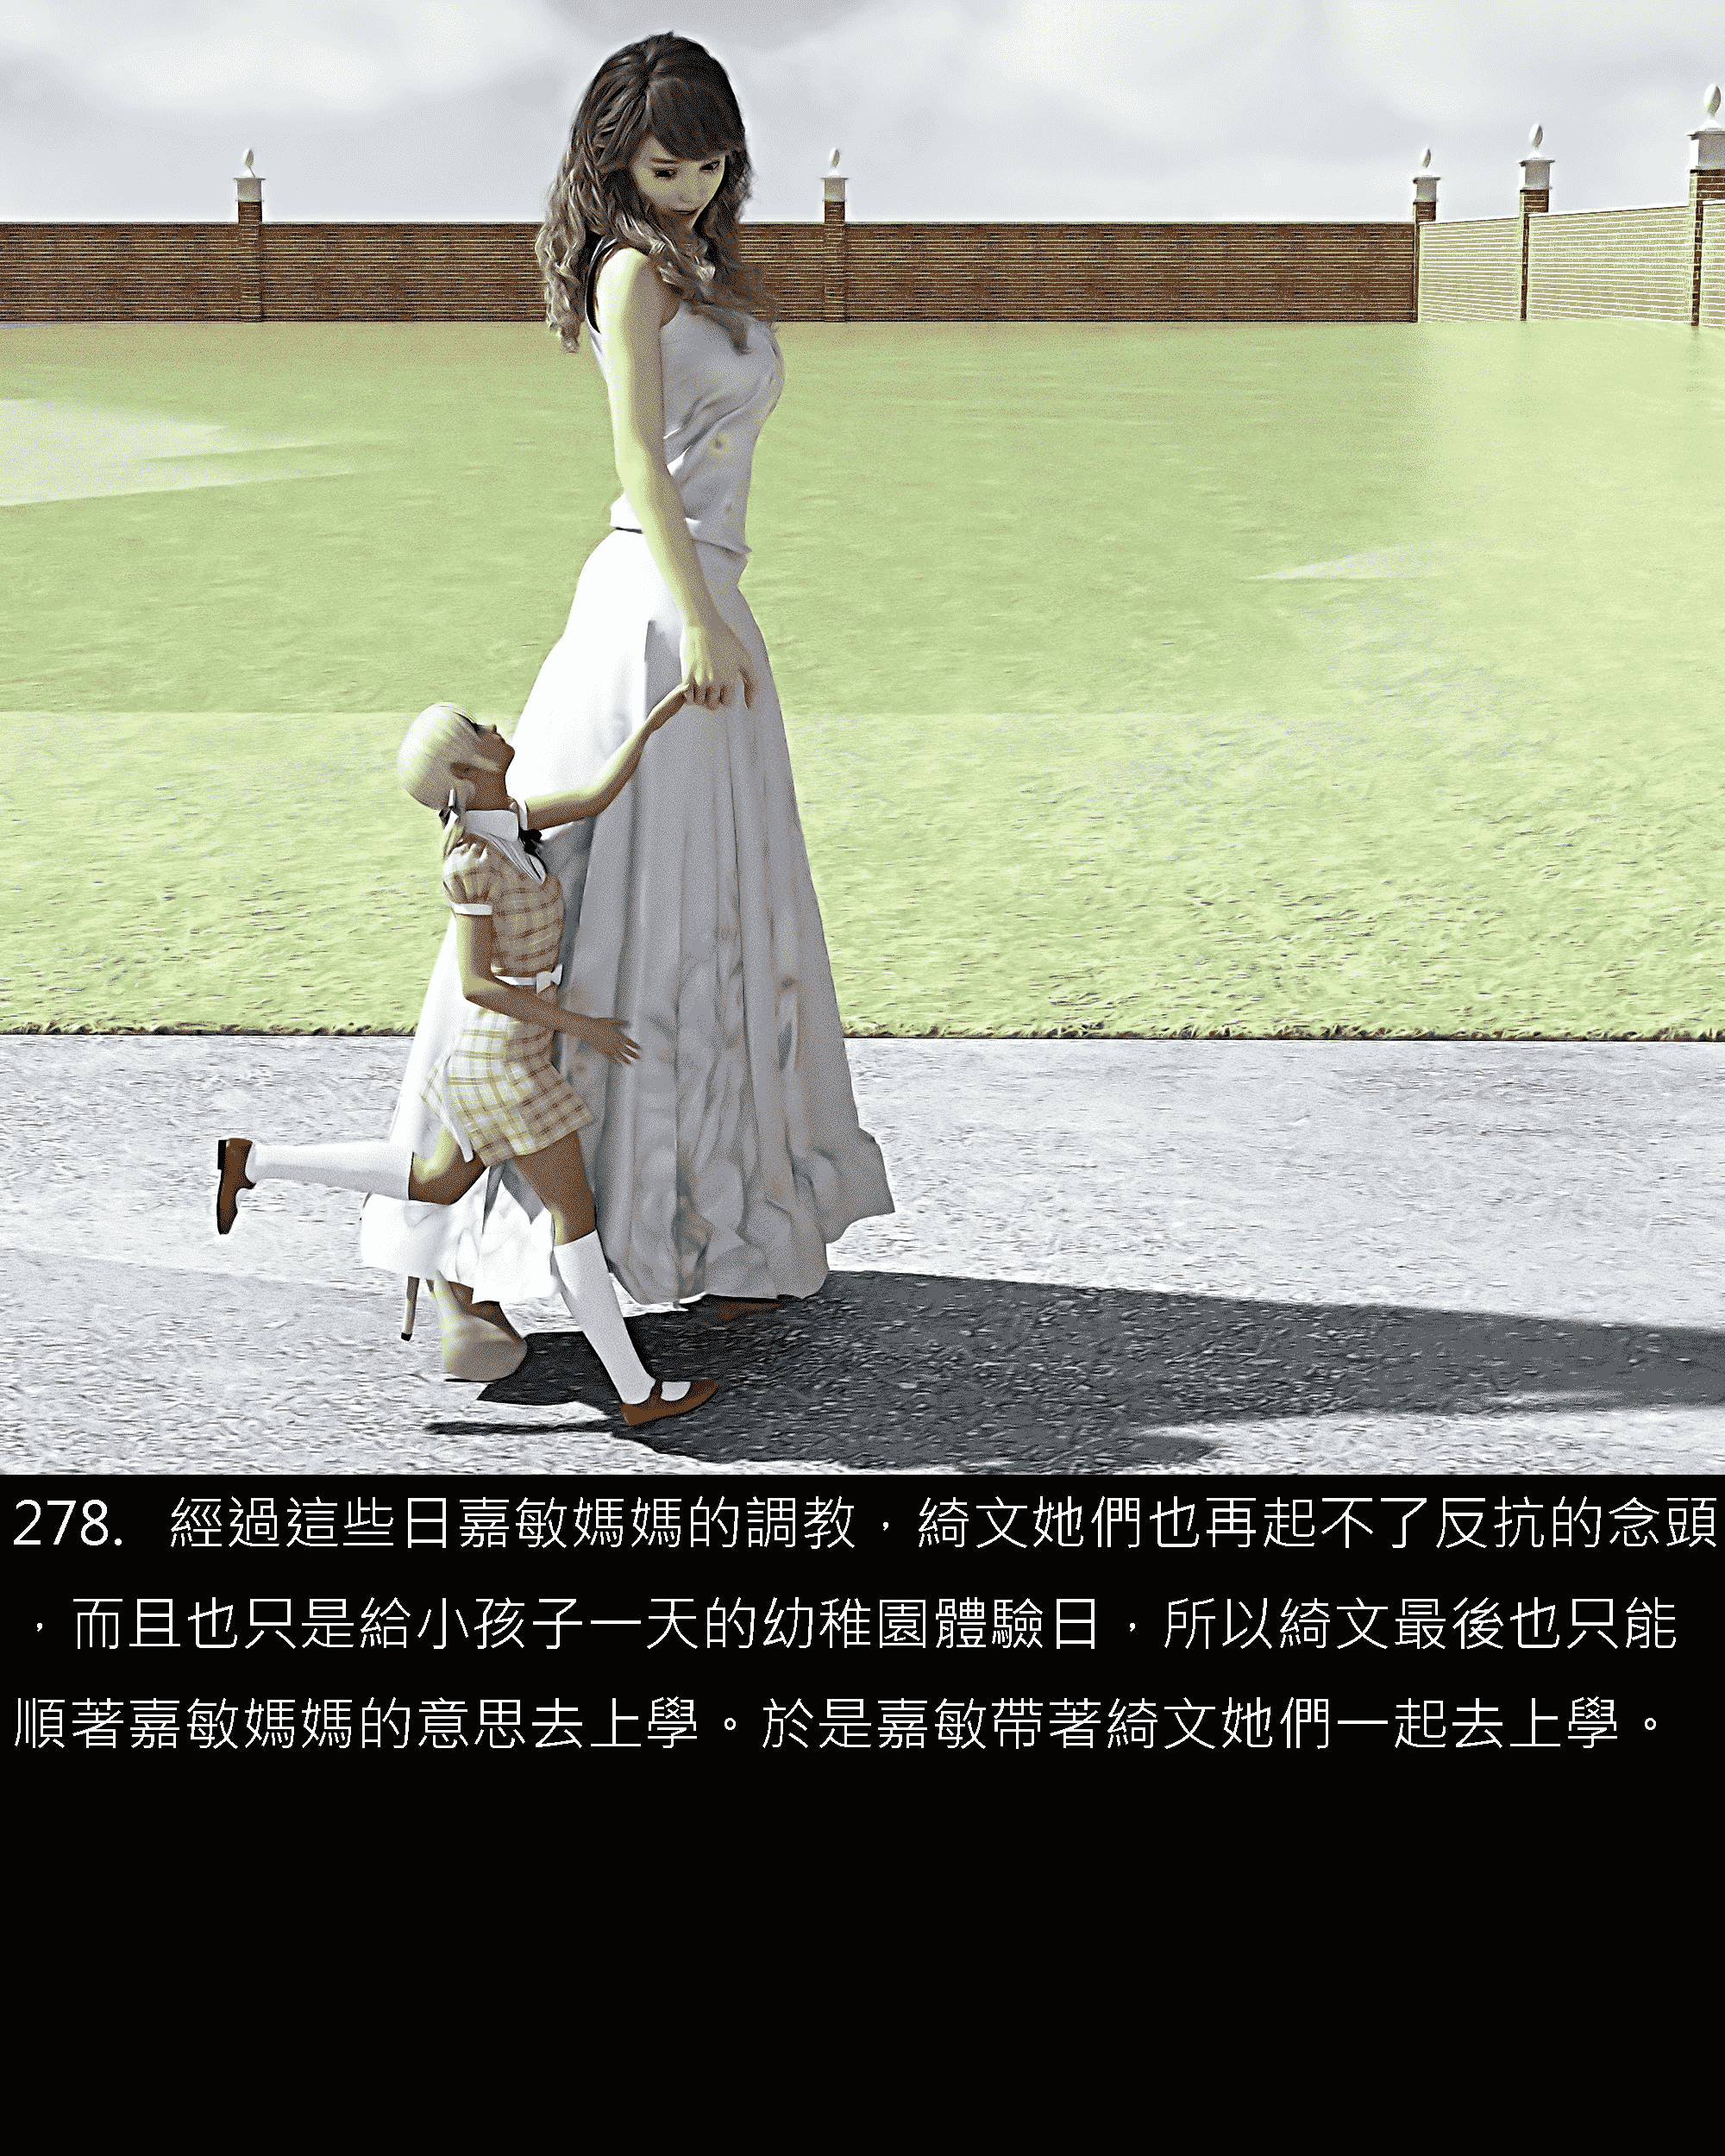 278. 經過這些日嘉敏媽媽的調教，綺文她們也再起不了反抗的念頭
，而且也只是給小孩子一天的幼稚園體驗日，所以綺文最後也只能
順著嘉敏媽媽的意思去上學。於是嘉敏帶著綺文她們一起去上學。